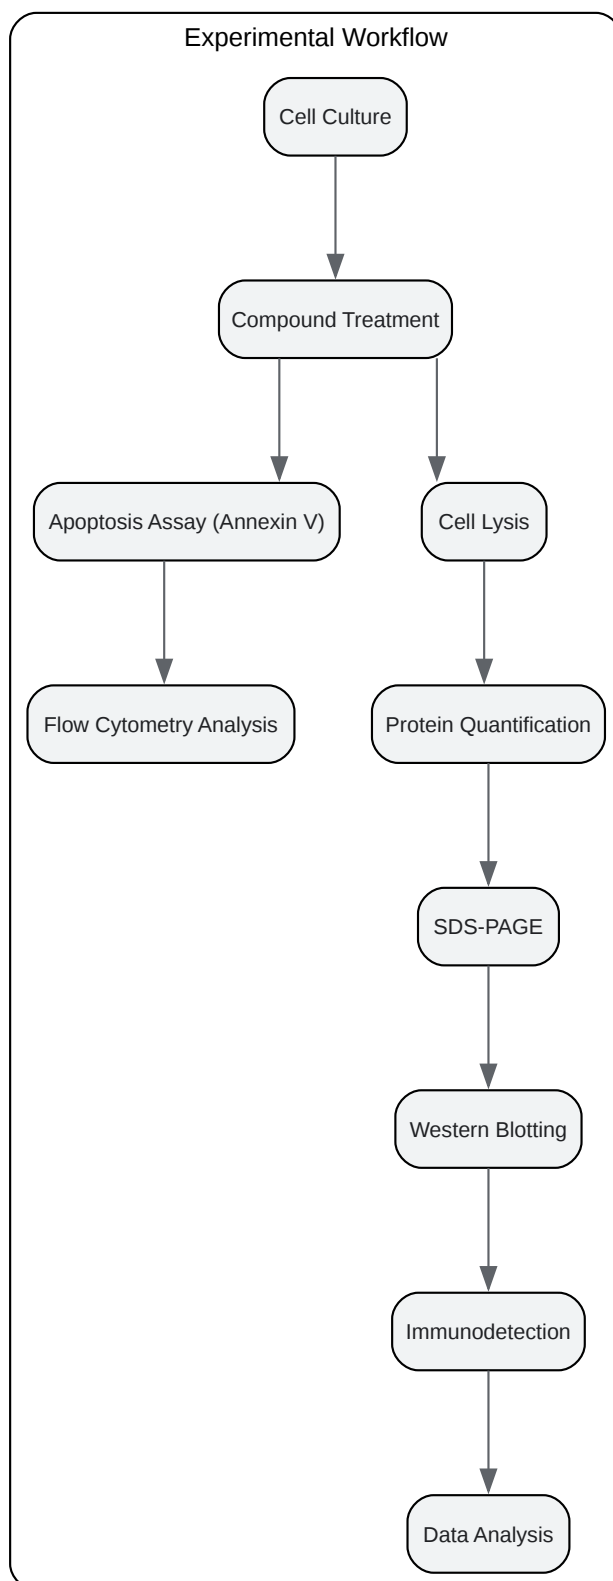 Experimental Workflow
Cell Culture
Compound Treatment
Apoptosis Assay (Annexin V)
Cell Lysis
Flow Cytometry Analysis
Protein Quantification
SDS-PAGE
Western Blotting
Immunodetection
Data Analysis